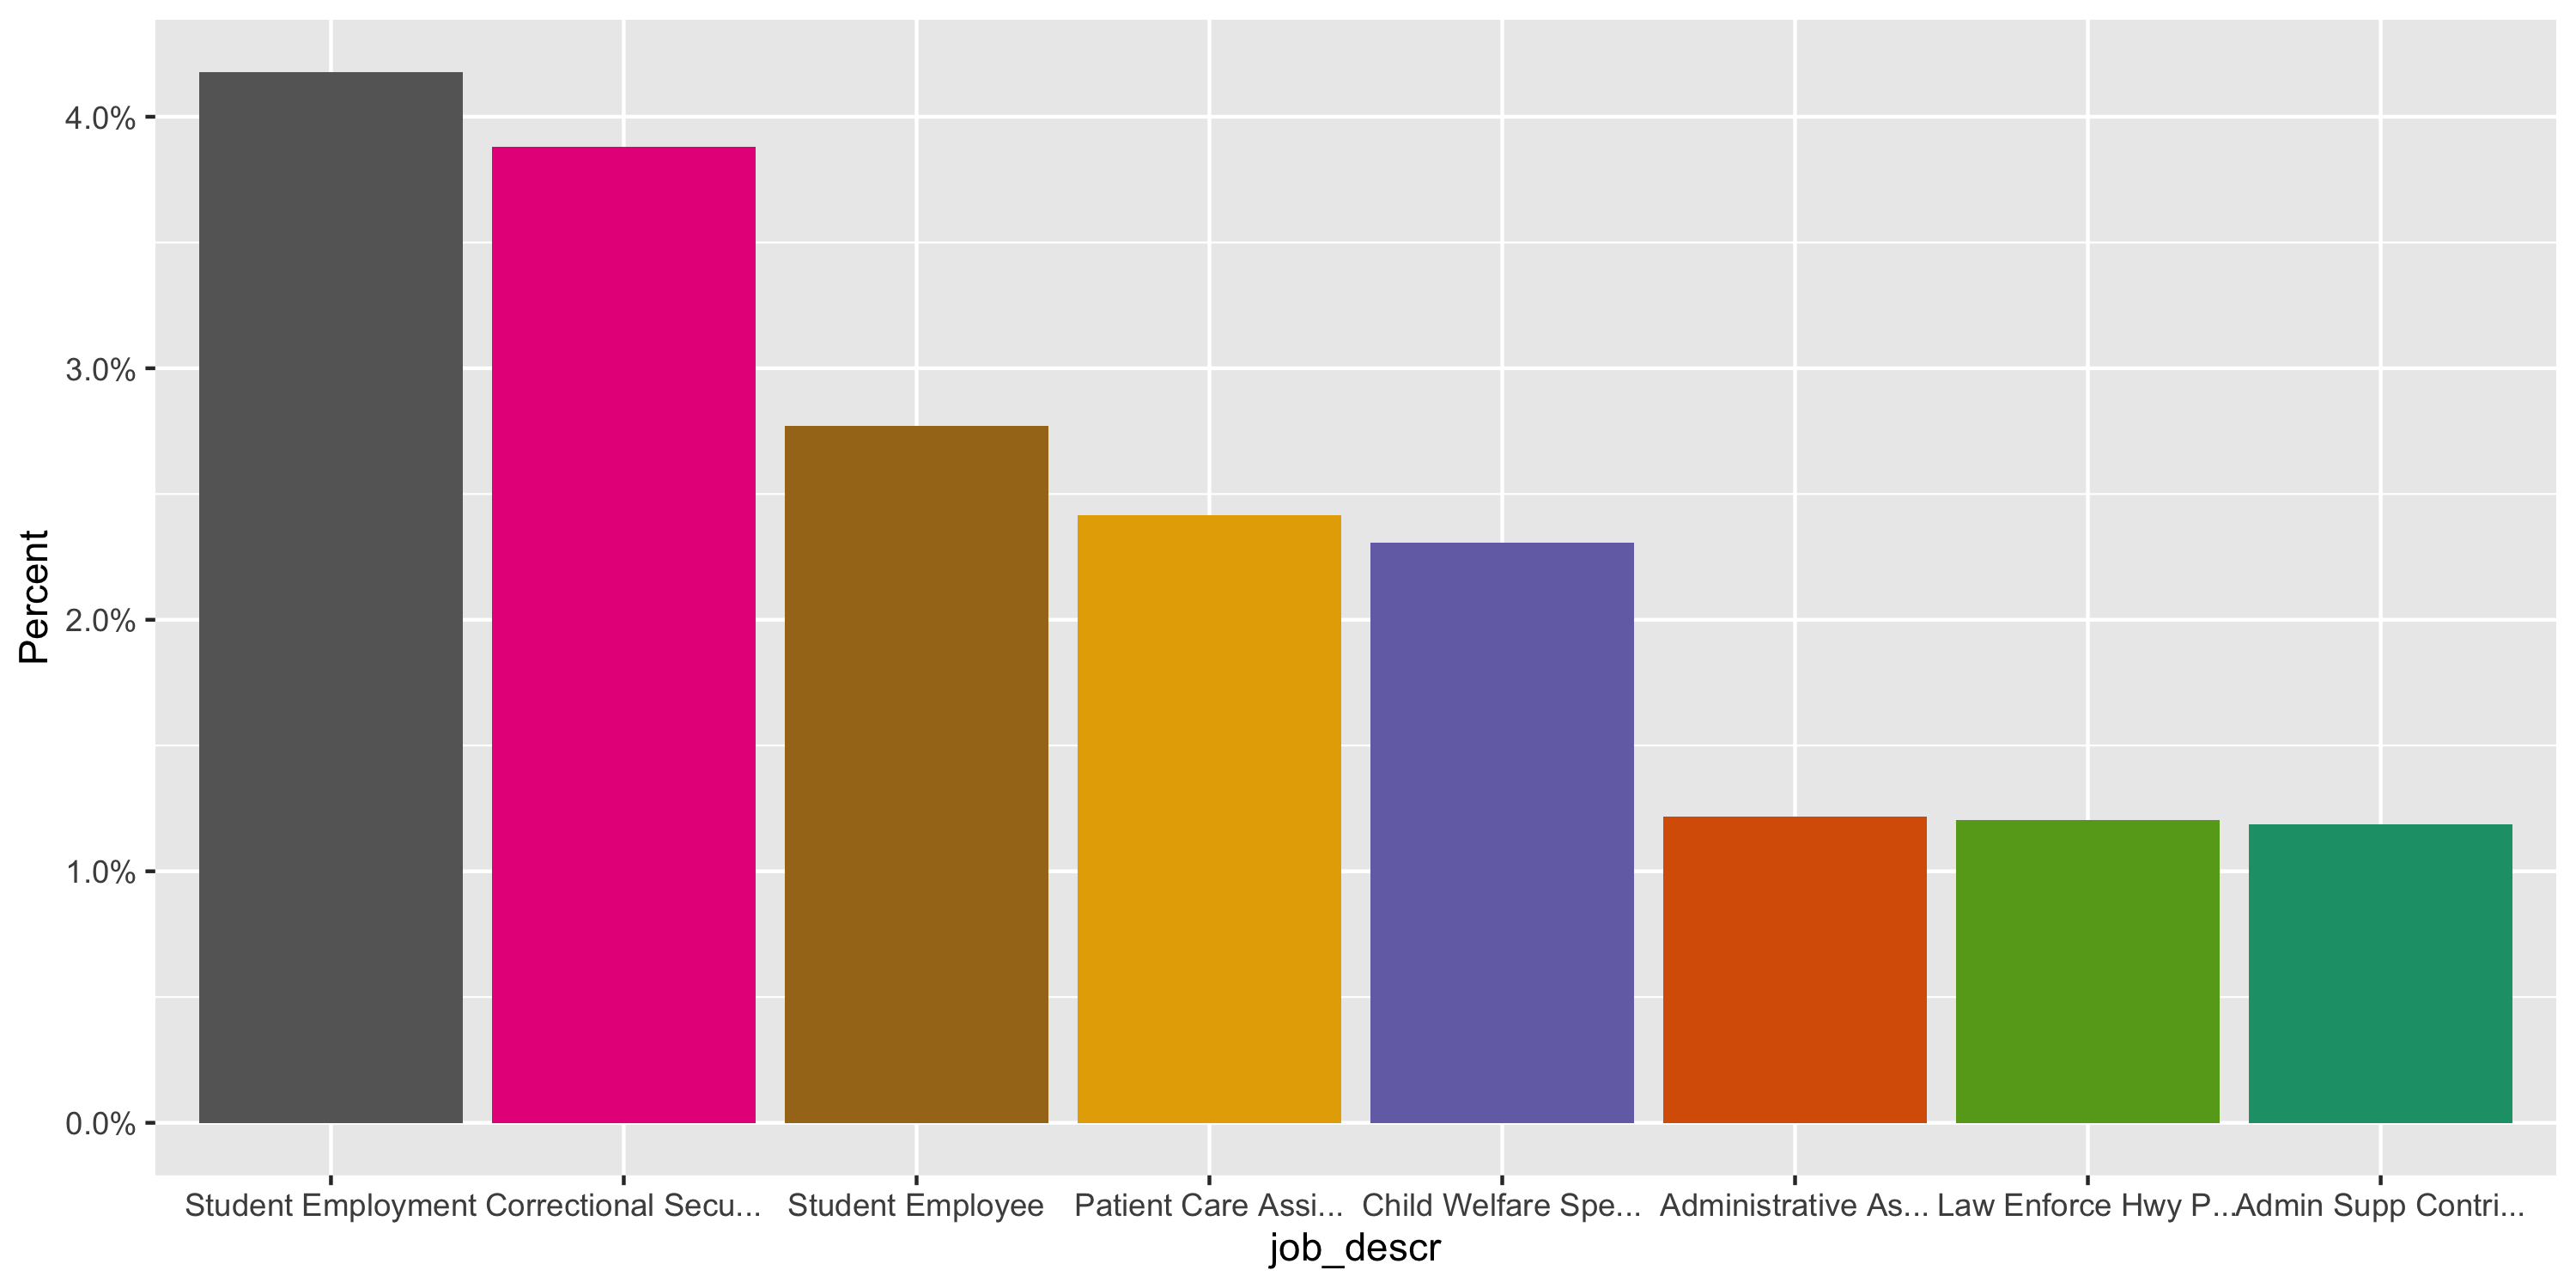 4.0%
3.0%
2.0%
1.0%
0.0%
Percent
Student Employment
Correctional Secu...
Student Employee
Patient Care Assi...
Child Welfare Spe...
Administrative As...
Law Enforce Hwy P...
Admin Supp Contri...
job_descr